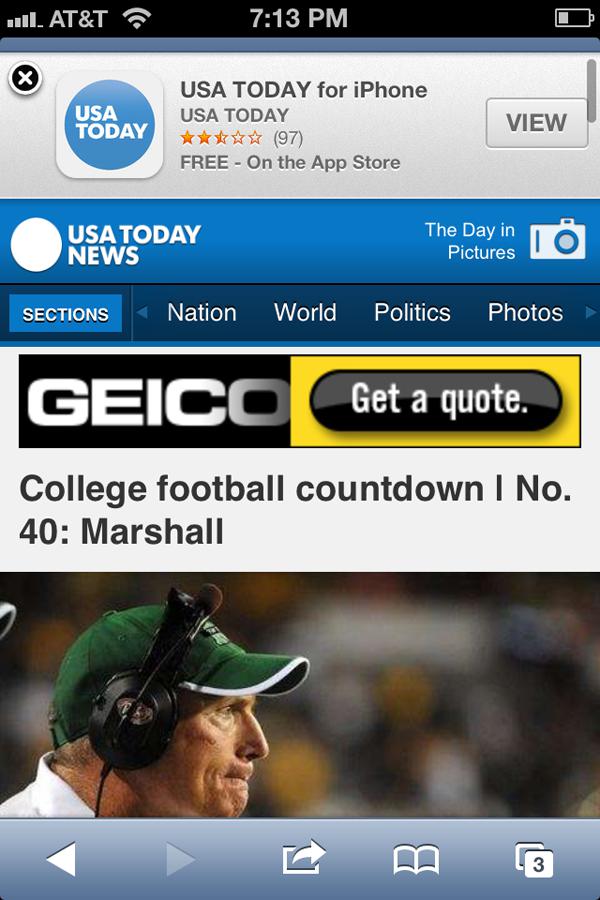 AT&T 7:13 PM
USA TODAY for iPhone
USA TODAY
USA TODAY
(97)
FREE - On the App Store
VIEW
USA TODAY
NEWS
The Day in
Pictures
SECTIONS Nation World Politics Photos
GEICO Get a quote.
College football countdown | No.
40: Marshall
3